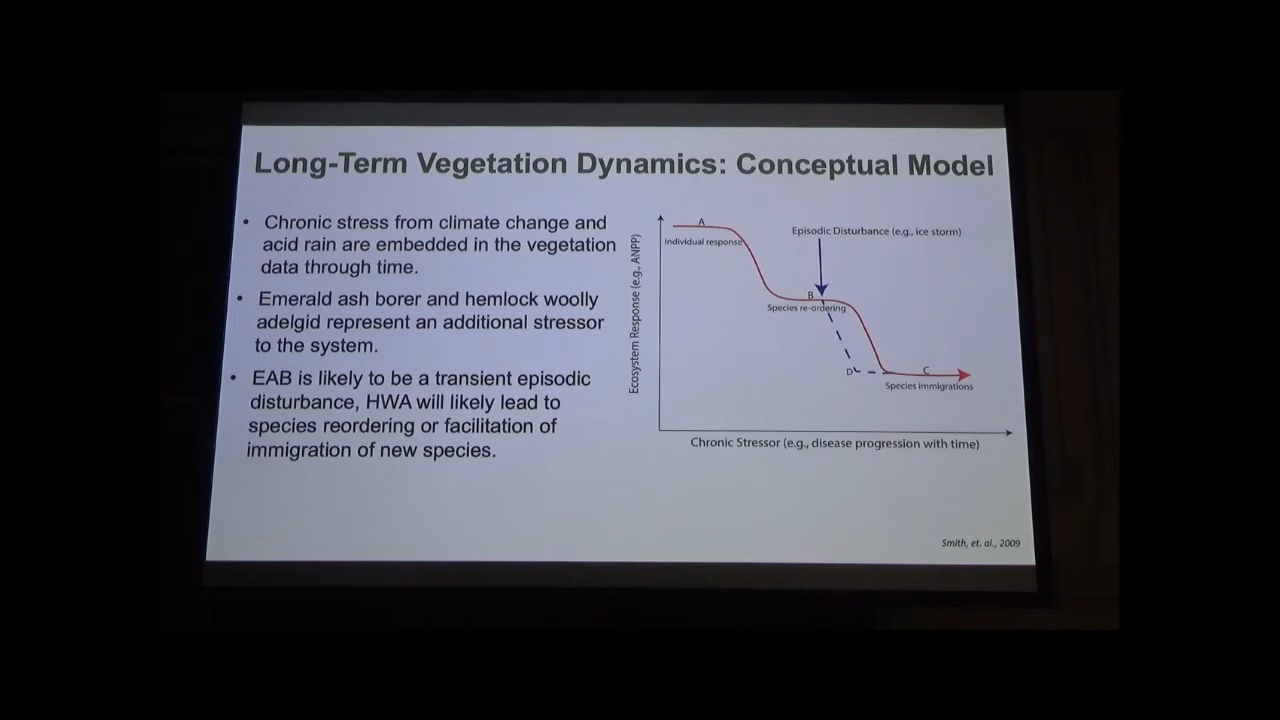 Long-Term Vegetation Dynamics: Conceptual Model
• Chronic stress from climate change and
acid rain are embedded in the vegetation
data through time.
• Emerald ash borer and hemlock woolly
adelgid represent an additional stressor
to the system.
• EAB is likely to be a transient episodic
disturbance, HWA will likely lead to
species reordering or facilitation of
immigration of new species.
Ecosystem Response (e.g., ANPP)
A
Individual response
Episodic Disturbance (e.g., ice storm)
B
Species re-ordering
D
C
Species immigrations
Chronic Stressor (e.g., disease progression with time)
Smith, et. al., 2009